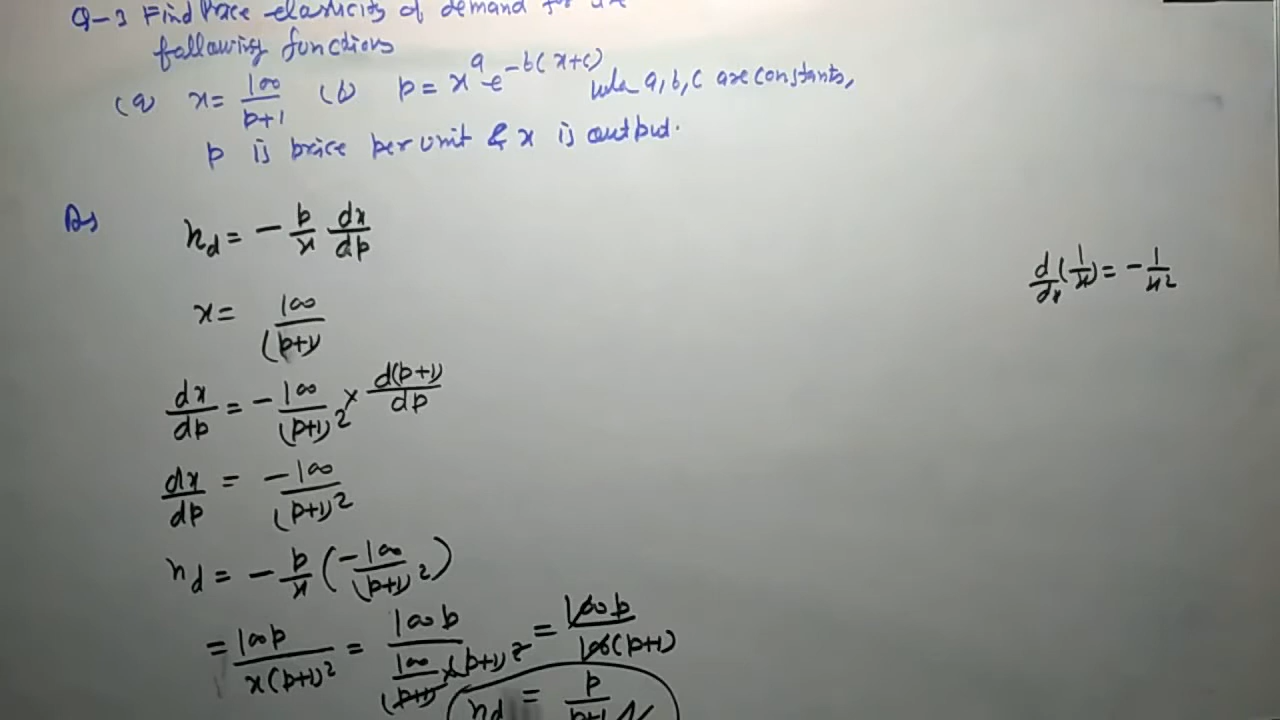 Q-3 Find Price elasticity of demand for the
following functions
(a) x = 100/(p+1) (b) p = x^a e^-b(x+c) where a, b, c are constants,
p is price per unit & x is output.
Ans
n_d = - p/x dx/dp
d/dx (1/x) = - 1/x²
x = 100/(p+1)
dx/dp = - 100/(p+1)² × d(p+1)/dp
dx/dp = -100/(p+1)²
n_d = - p/x (-100/(p+1)²)
= 100p/x(p+1)² = 100p/(100/(p+1) × (p+1)²) = 100p/100(p+1)
n_d = p/p+1